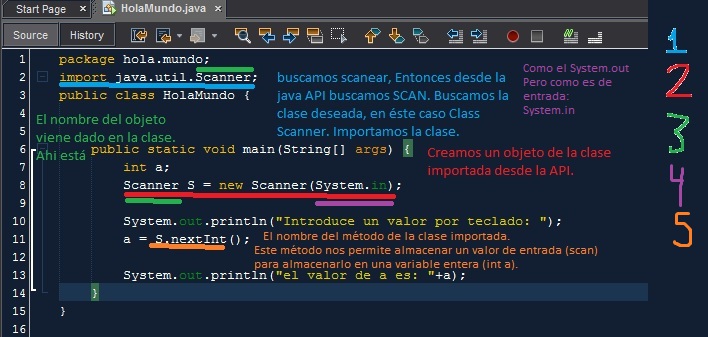 Start Page
HolaMundo.java
Source
History
1 package hola.mundo;
2 import java.util.Scanner;
3 public class HolaMundo {
4
5
6 public static void main(String[] args) {
7 int a;
8 Scanner S = new Scanner(System.in);
9
10 System.out.println("Introduce un valor por teclado: ");
11 a = S.nextInt();
12
13 System.out.println("el valor de a es: "+a);
14 }
15 }
16
buscamos scanear, Entonces desde la
java API buscamos SCAN. Buscamos la
clase deseada, en éste caso Class
Scanner. Importamos la clase.
Como el System.out
Pero como es de
entrada:
System.in
El nombre del objeto
viene dado en la clase.
Ahi está
Creamos un objeto de la clase
importada desde la API.
El nombre del método de la clase importada.
Este método nos permite almacenar un valor de entrada (scan)
para almacenarlo en una variable entera (int a).
1
2
3
4
5